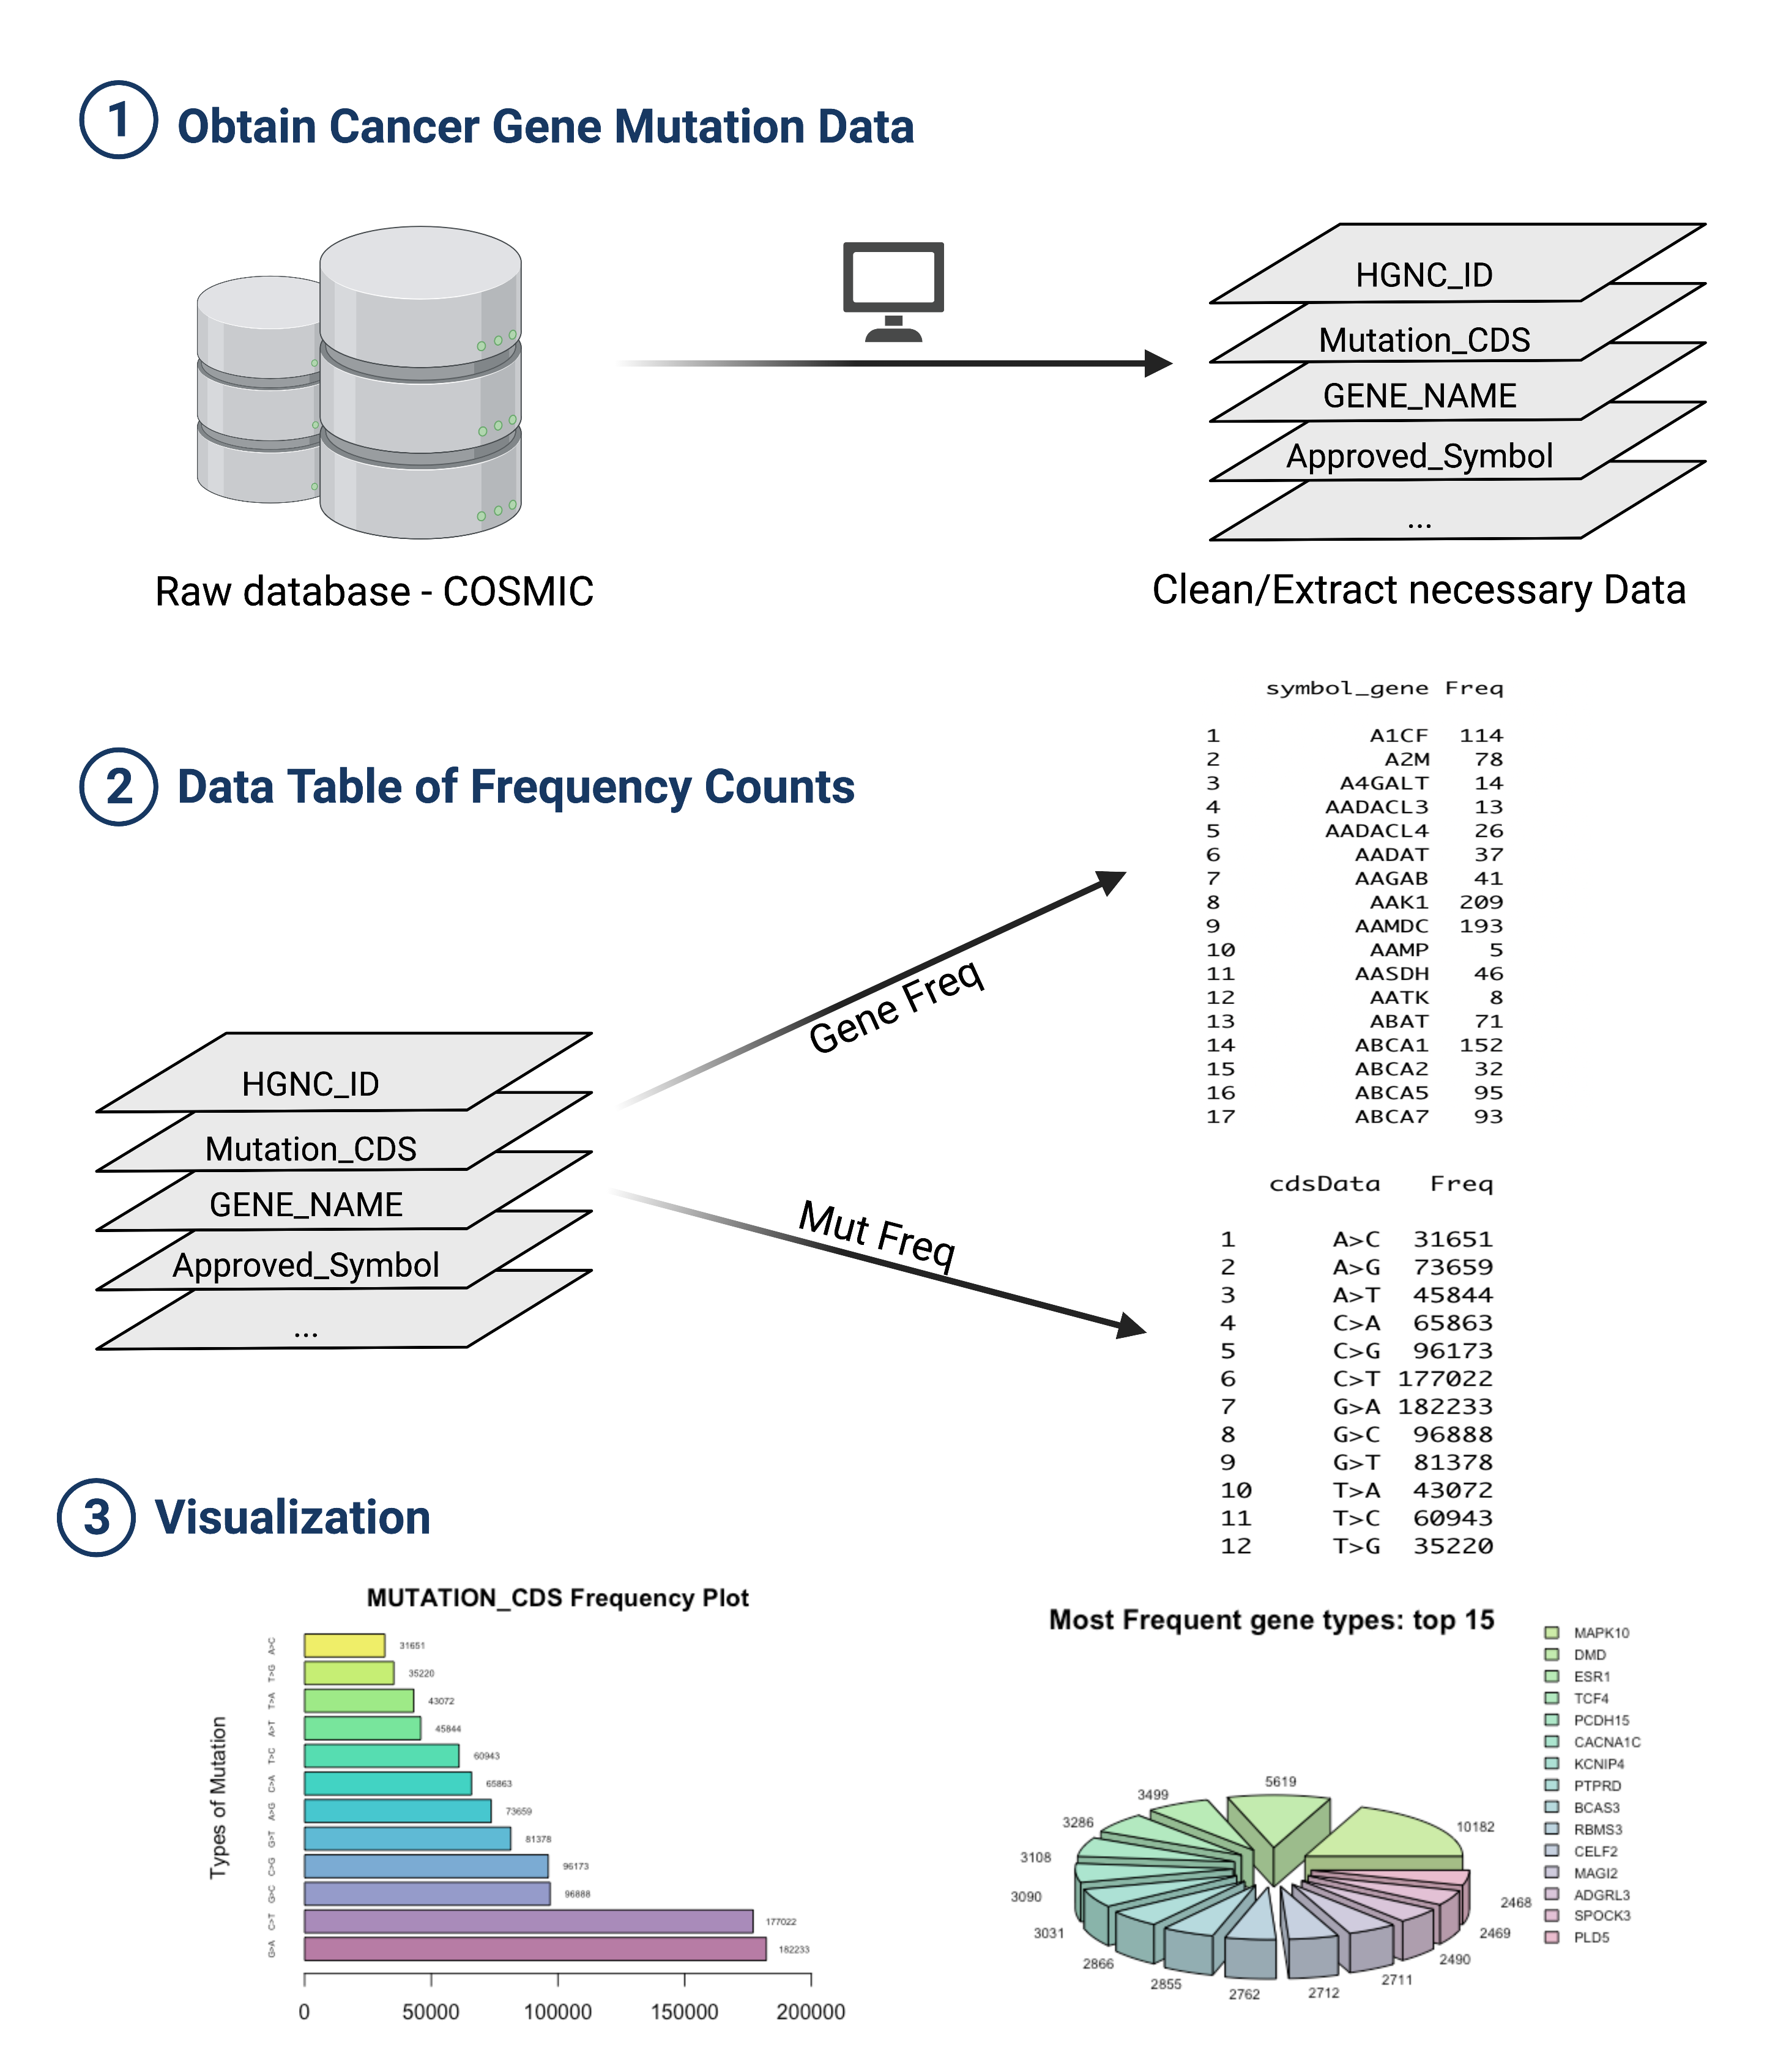 1 Obtain Cancer Gene Mutation Data
HGNC_ID
Mutation_CDS
GENE_NAME
Approved_Symbol
...
Raw database - COSMIC
Clean/Extract necessary Data
2 Data Table of Frequency Counts
symbol_gene Freq
1 A1CF 114
2 A2M 78
3 A4GALT 14
4 AADACL3 13
5 AADACL4 26
6 AADAT 37
7 AAGAB 41
8 AAK1 209
9 AAMDC 193
10 AAMP 5
11 AASDH 46
12 AATK 8
13 ABAT 71
14 ABCA1 152
15 ABCA2 32
16 ABCA5 95
17 ABCA7 93
Gene Freq
HGNC_ID
Mutation_CDS
GENE_NAME
Approved_Symbol
...
Mut Freq
cdsData Freq
1 A>C 31651
2 A>G 73659
3 A>T 45844
4 C>A 65863
5 C>G 96173
6 C>T 177022
7 G>A 182233
8 G>C 96888
9 G>T 81378
10 T>A 43072
11 T>C 60943
12 T>G 35220
3 Visualization
MUTATION_CDS Frequency Plot
Types of Mutation
A>C 31651
T>G 35220
T>A 43072
A>T 45844
T>C 60943
C>A 65863
A>G 73659
G>T 81378
C>G 96173
G>C 96888
C>T 177022
G>A 182233
0 50000 100000 150000 200000
Most Frequent gene types: top 15
10182
5619
3499
3286
3108
3090
3031
2866
2855
2762
2712
2711
2490
2469
2468
MAPK10
DMD
ESR1
TCF4
PCDH15
CACNA1C
KCNIP4
PTPRD
BCAS3
RBMS3
CELF2
MAGI2
ADGRL3
SPOCK3
PLD5